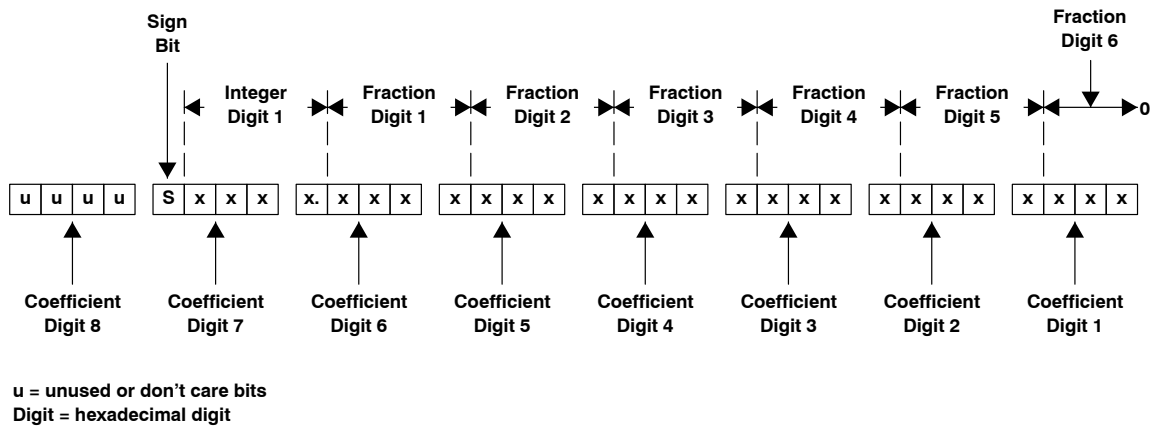 Sign
Bit
Fraction
Digit 6
Integer
Digit 1
Fraction
Digit 1
Fraction
Digit 2
Fraction
Digit 3
Fraction
Digit 4
Fraction
Digit 5
0
u u u u S x x x x. x x x x x x x x x x x x x x x x x x x x x x x
Coefficient
Digit 8
Coefficient
Digit 7
Coefficient
Digit 6
Coefficient
Digit 5
Coefficient
Digit 4
Coefficient
Digit 3
Coefficient
Digit 2
Coefficient
Digit 1
u = unused or don't care bits
Digit = hexadecimal digit